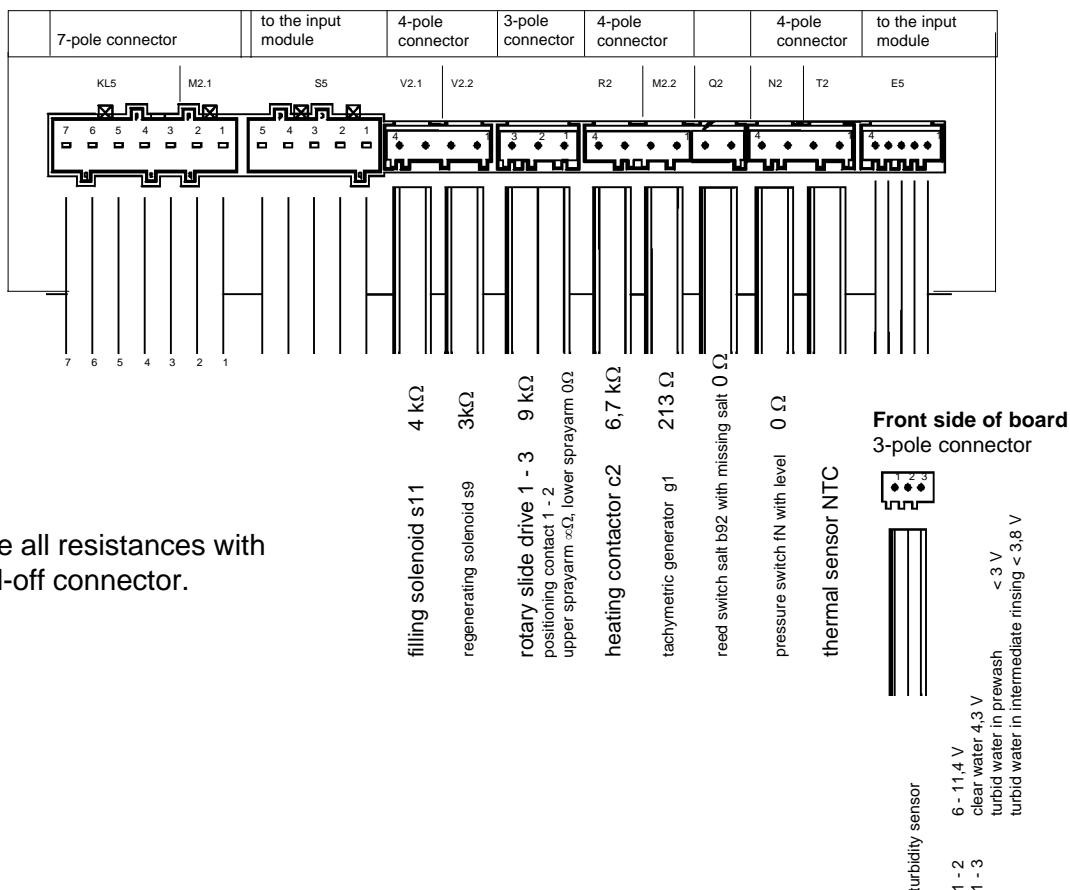 7-pole connector
to the input
module
4-pole
connector
3-pole
connector
4-pole
connector
4-pole
connector
to the input
module
KL5
M2.1
S5
V2.1
V2.2
R2
M2.2
Q2
N2
T2
E5
7 6 5 4 3 2 1
5 4 3 2 1
4 1
3 2 1
4 1
4 1
4 1
7 6 5 4 3 2 1
filling solenoid s11 4 kΩ
regenerating solenoid s9 3kΩ
rotary slide drive 1 - 3 9 kΩ
positioning contact 1 - 2
upper sprayarm ∞Ω, lower sprayarm 0Ω
heating contactor c2 6,7 kΩ
tachymetric generator g1 213 Ω
reed switch salt b92 with missing salt 0 Ω
pressure switch fN with level 0 Ω
thermal sensor NTC
e all resistances with
l-off connector.
Front side of board
3-pole connector
1 2 3
turbidity sensor
1 - 2 6 - 11,4 V
1 - 3 clear water 4,3 V
turbid water in prewash < 3 V
turbid water in intermediate rinsing < 3,8 V